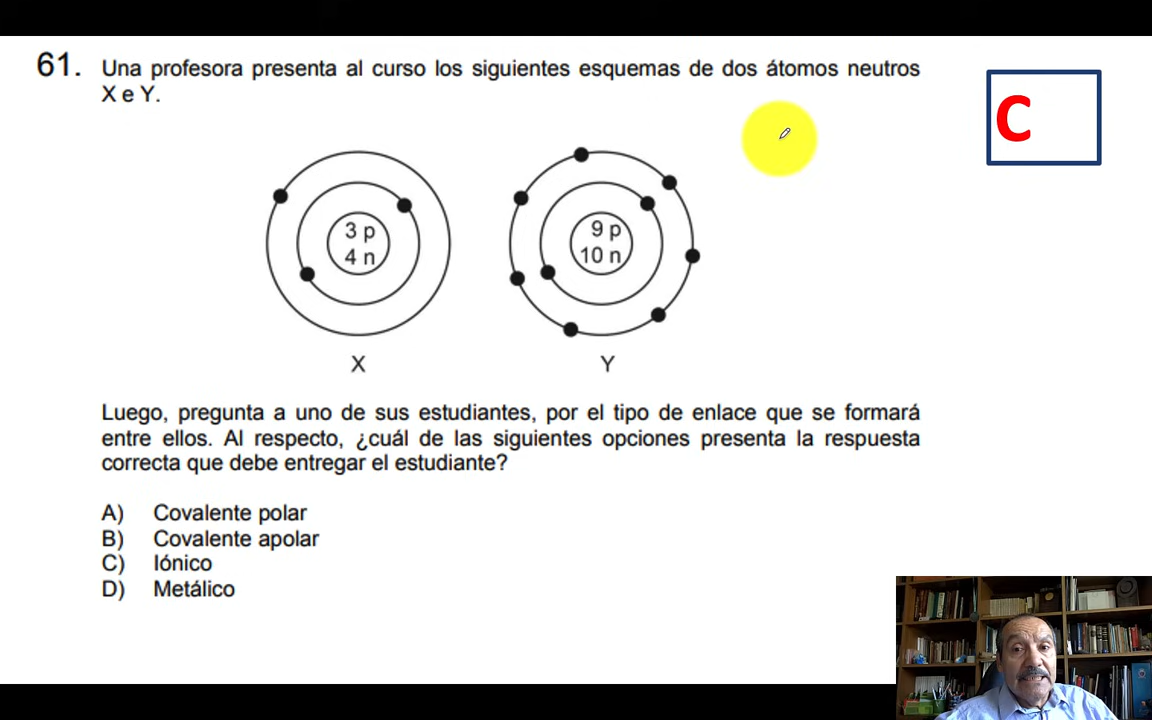 61. Una profesora presenta al curso los siguientes esquemas de dos átomos neutros
X e Y.
C
3 p
4 n
9 p
10 n
X
Y
Luego, pregunta a uno de sus estudiantes, por el tipo de enlace que se formará
entre ellos. Al respecto, ¿cuál de las siguientes opciones presenta la respuesta
correcta que debe entregar el estudiante?
A) Covalente polar
B) Covalente apolar
C) Iónico
D) Metálico